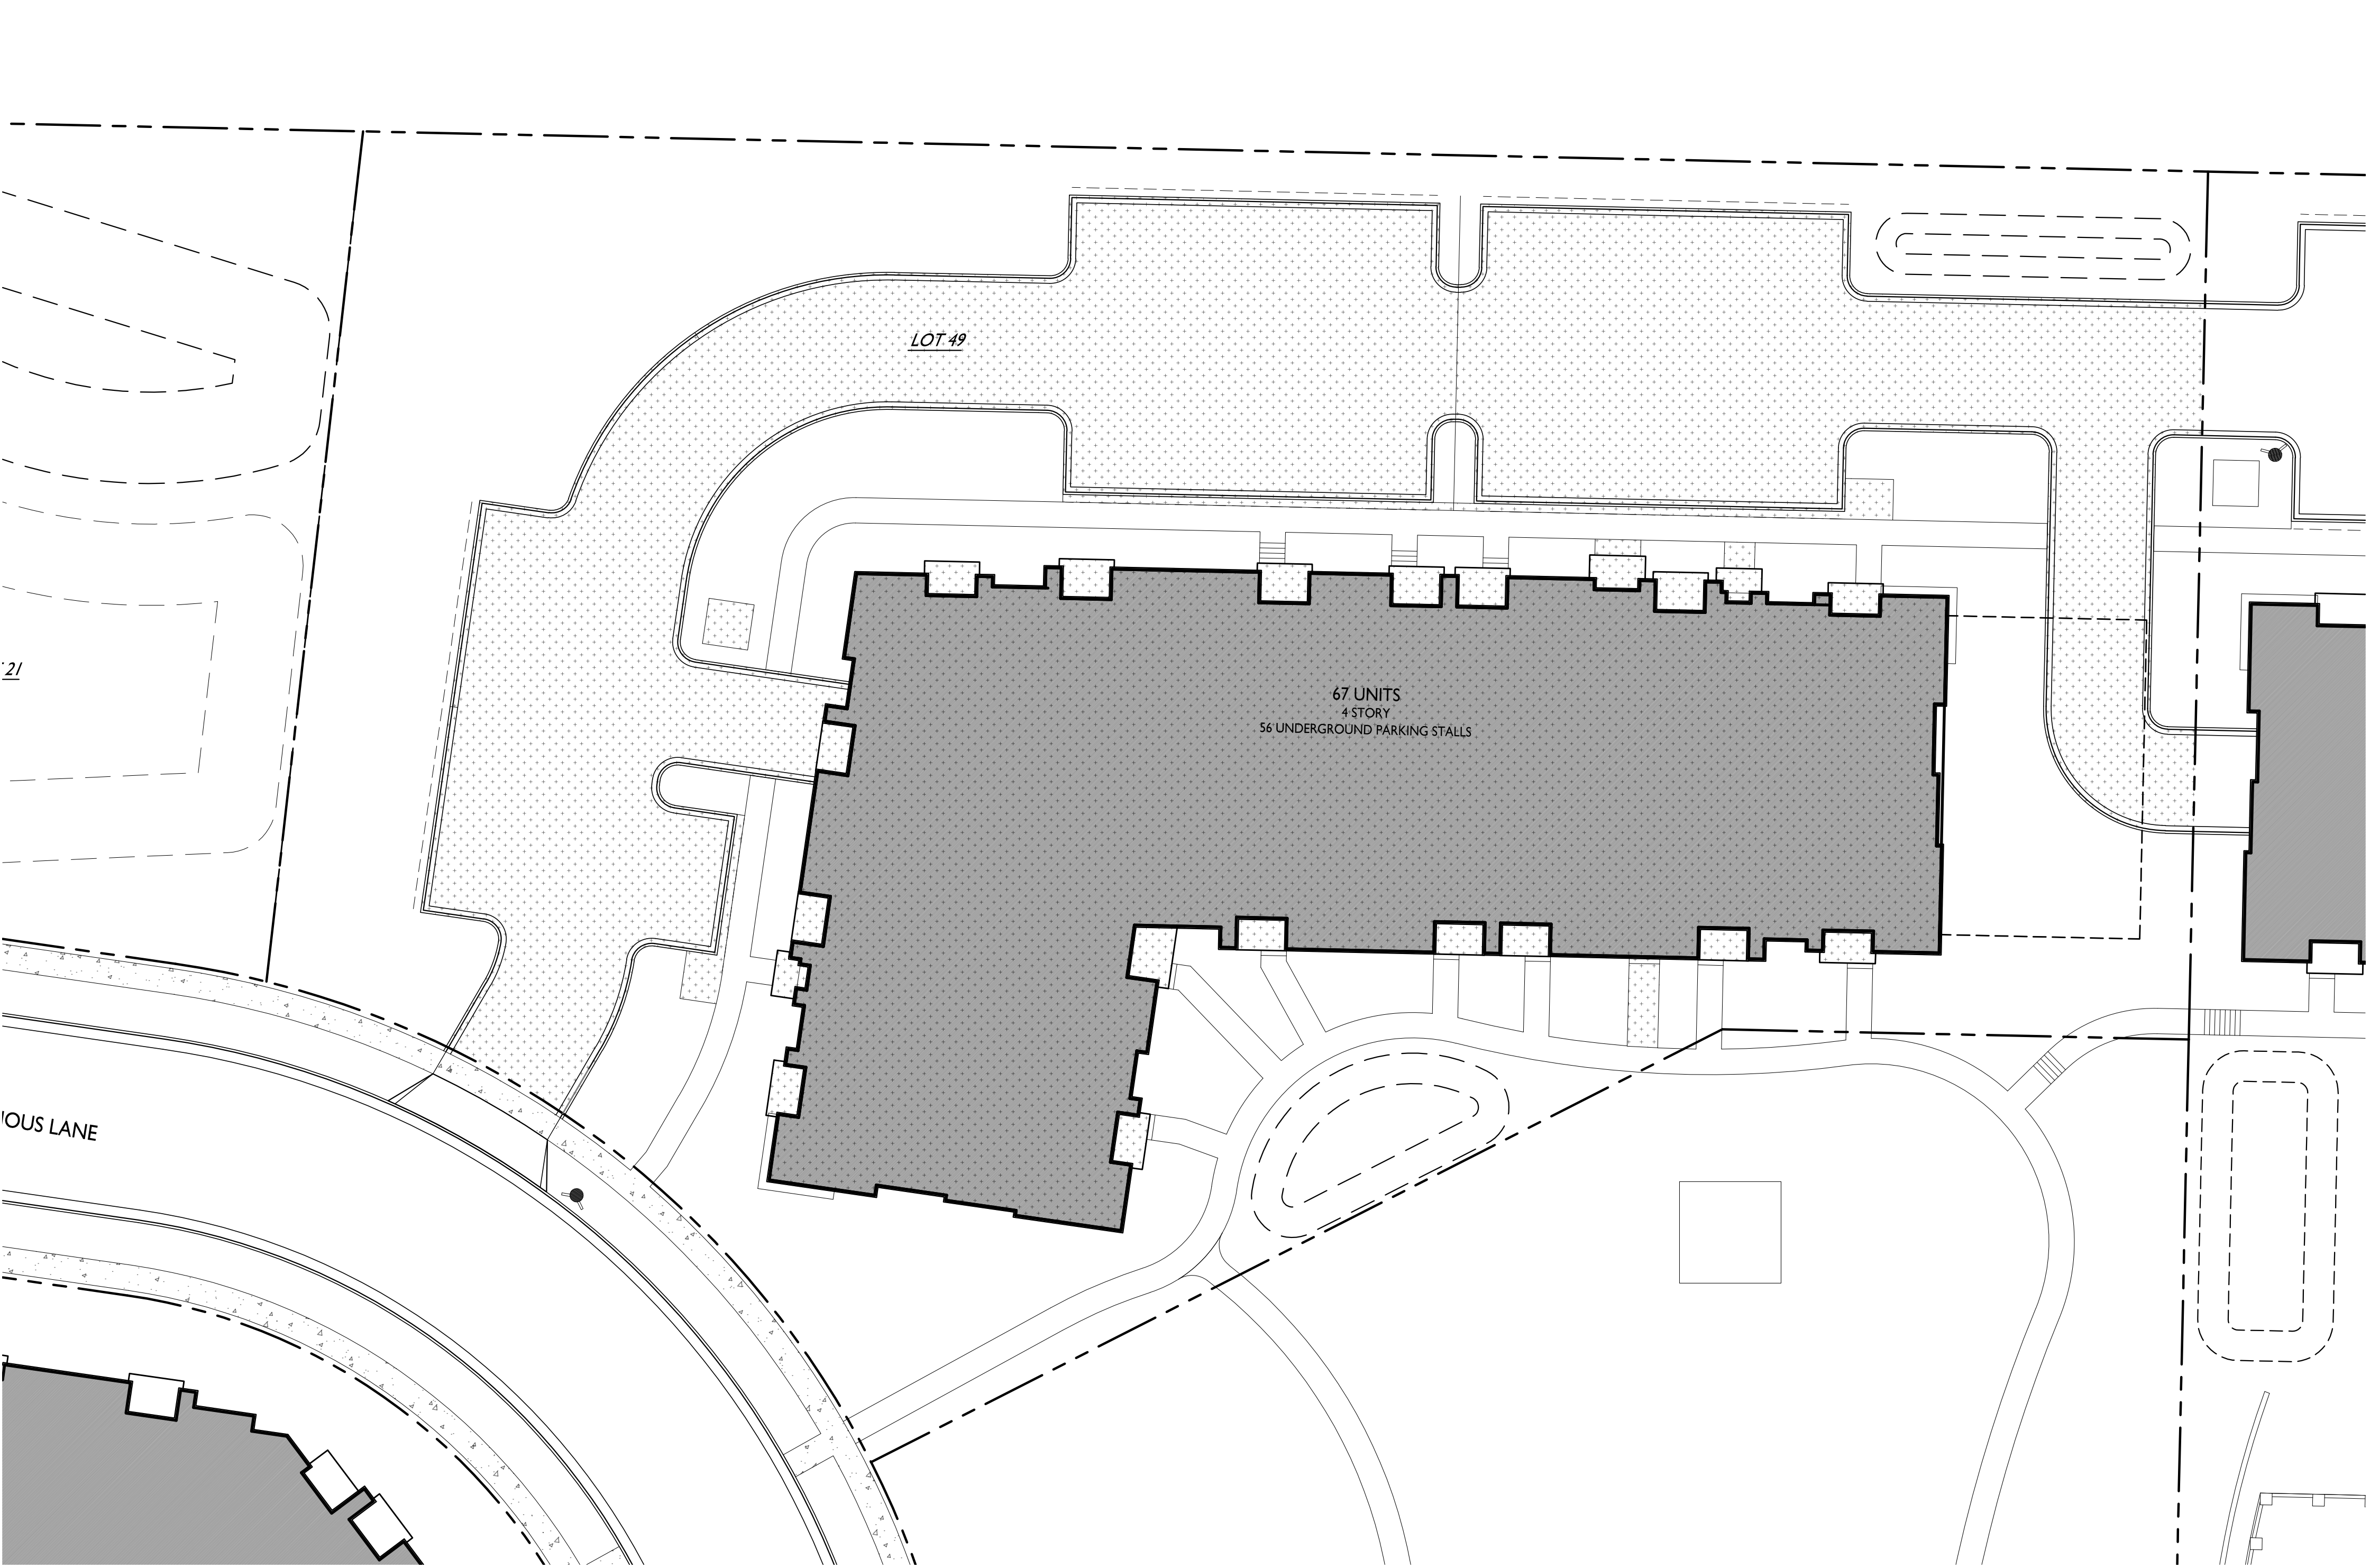 LOT 49
21
67 UNITS
4 STORY
56 UNDERGROUND PARKING STALLS
IOUS LANE